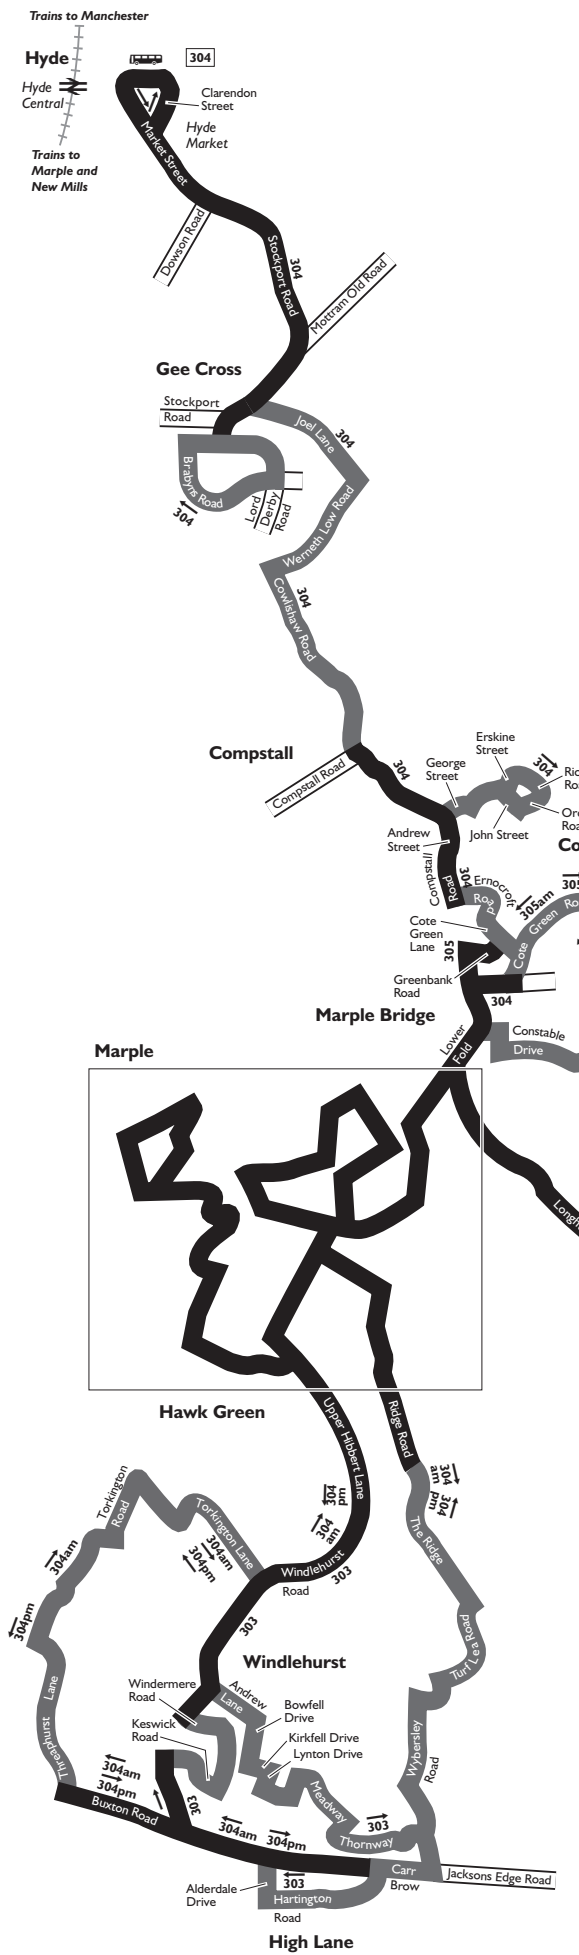 Trains to Manchester
Hyde
304
Hyde
Central
Clarendon
Street
Hyde
Market
Market Street
Trains to
Marple and
New Mills
Dowson Road
Stockport Road
304
Mottram Old Road
Gee Cross
Stockport
Road
Joel Lane
304
Brabyns Road
304
Lord
Derby
Road
Werneth Low Road
304
Cowlishaw Road
Compstall
Compstall Road
304
Erskine
Street
304
George
Street
Ric
Ro
Oro
Roa
John Street
Co
Andrew
Street
Compstall
Road
304
Ernocroft
Road
305am
305
Cote
Green
Lane
305
Cote Green Ro
Greenbank
Road
304
Marple Bridge
Lower
Fold
Constable
Drive
Marple
Longh
Hawk Green
Upper Hibbert Lane
Ridge Road
304
am
304
pm
304
pm
304
am
The Ridge
Torkington
Road
Torkington Lane
304am
304pm
304am
304pm
Windlehurst
Road
303
303
Turf Lea Road
Windlehurst
Windermere
Road
Andrew
Lane
Bowfell
Drive
Keswick
Road
Kirkfell Drive
Lynton Drive
Threaphurst Lane
Wybersley
Road
Meadway
304am
304pm
303
303
Buxton Road
304am
304pm
Thornway
Carr
Brow
Jacksons Edge Road
303
Alderdale
Drive
Hartington
Road
High Lane